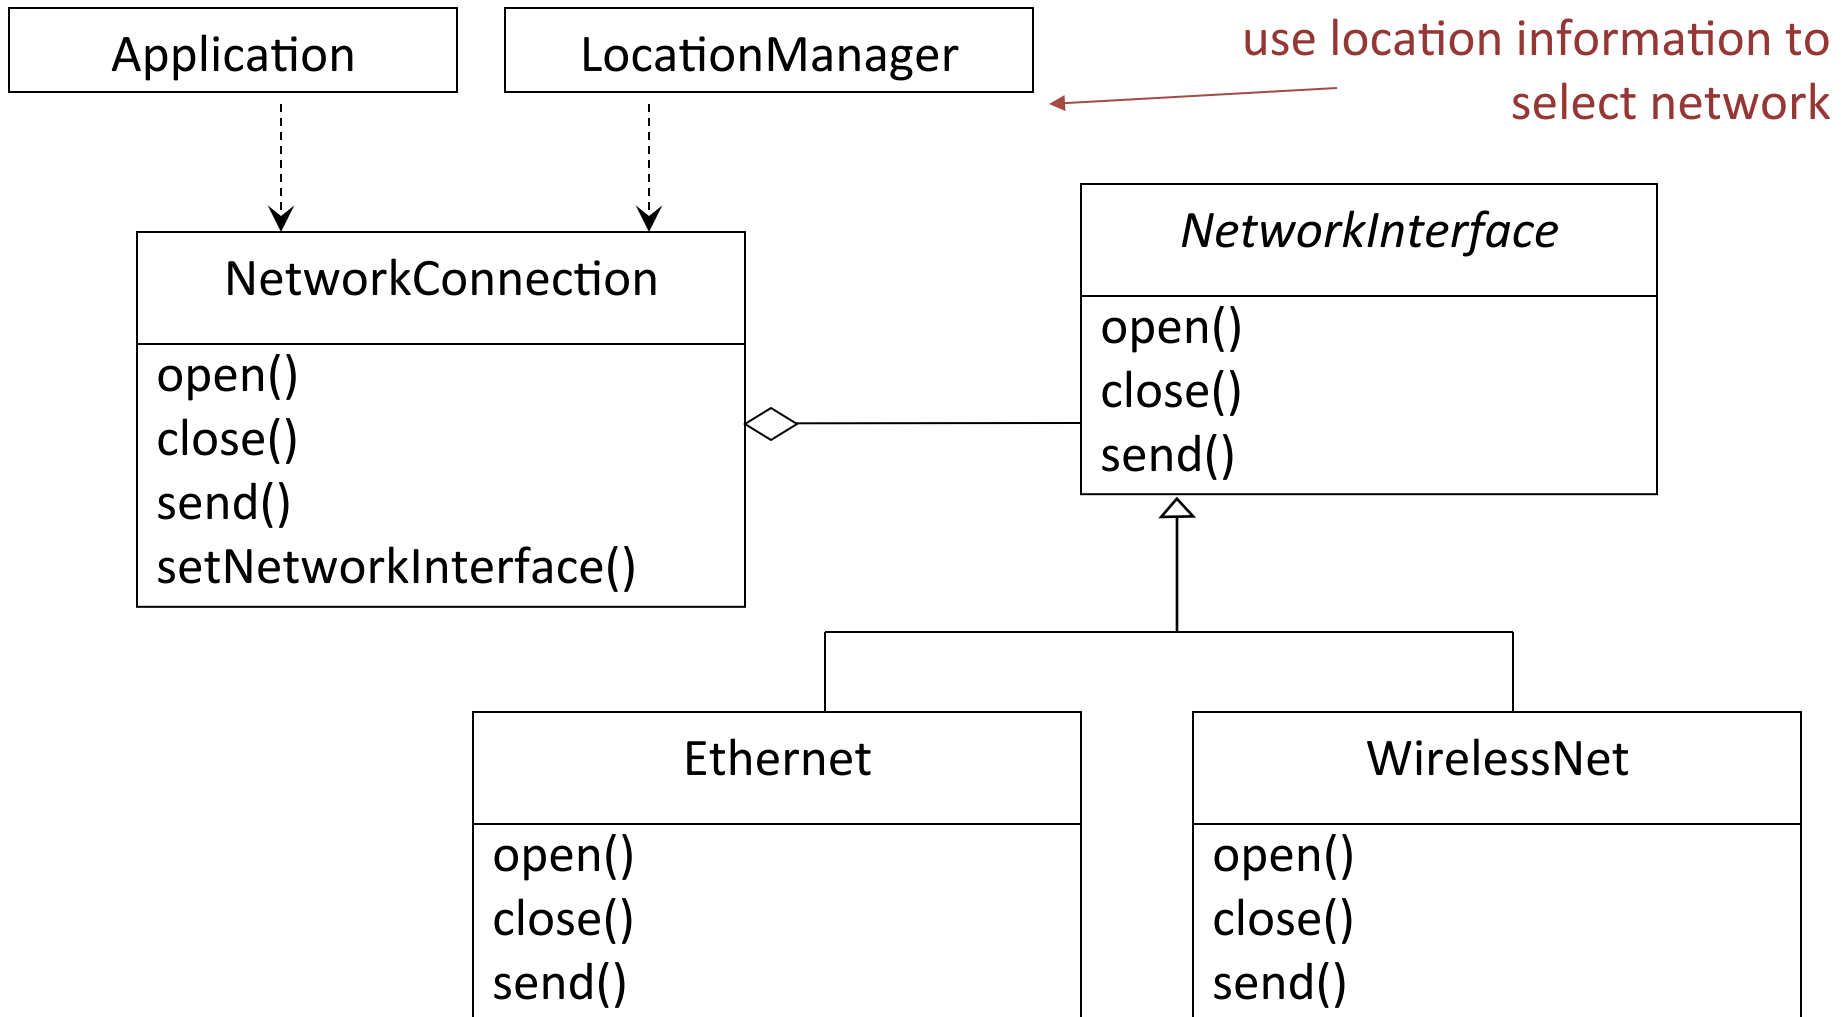 Application
LocationManager
use location information to
select network
NetworkInterface
open()
close()
send()
NetworkConnection
open()
close()
send()
setNetworkInterface()
Ethernet
open()
close()
send()
WirelessNet
open()
close()
send()